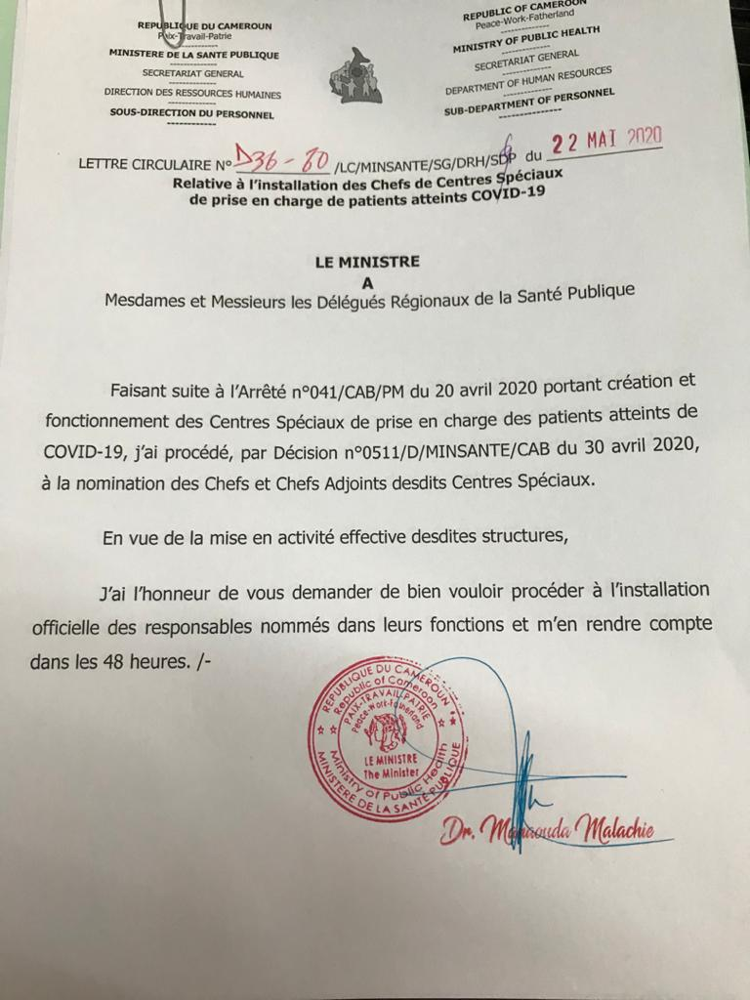 REPUBLIQUE DU CAMEROUN
Paix-Travail-Patrie
------------
MINISTERE DE LA SANTE PUBLIQUE
------------
SECRETARIAT GENERAL
------------
DIRECTION DES RESSOURCES HUMAINES
------------
SOUS-DIRECTION DU PERSONNEL
------------
REPUBLIC OF CAMEROON
Peace-Work-Fatherland
------------
MINISTRY OF PUBLIC HEALTH
------------
SECRETARY GENERAL
------------
DEPARTMENT OF HUMAN RESOURCES
------------
SUB-DEPARTMENT OF PERSONNEL
------------
LETTRE CIRCULAIRE N° D36-80 /LC/MINSANTE/SG/DRH/SDP du 22 MAI 2020
Relative à l'installation des Chefs de Centres Spéciaux
de prise en charge de patients atteints COVID-19
LE MINISTRE
A
Mesdames et Messieurs les Délégués Régionaux de la Santé Publique
Faisant suite à l'Arrêté n°041/CAB/PM du 20 avril 2020 portant création et
fonctionnement des Centres Spéciaux de prise en charge des patients atteints de
COVID-19, j'ai procédé, par Décision n°0511/D/MINSANTE/CAB du 30 avril 2020,
à la nomination des Chefs et Chefs Adjoints desdits Centres Spéciaux.
En vue de la mise en activité effective desdites structures,
J'ai l'honneur de vous demander de bien vouloir procéder à l'installation
officielle des responsables nommés dans leurs fonctions et m'en rendre compte
dans les 48 heures. /-
REPUBLIQUE DU CAMEROUN
Republic of Cameroon
PAIX-TRAVAIL-PATRIE
Peace-Work-Fatherland
LE MINISTRE
The Minister
Ministry of Public Health
MINISTERE DE LA SANTE PUBLIQUE
Dr. Manaouda Malachie